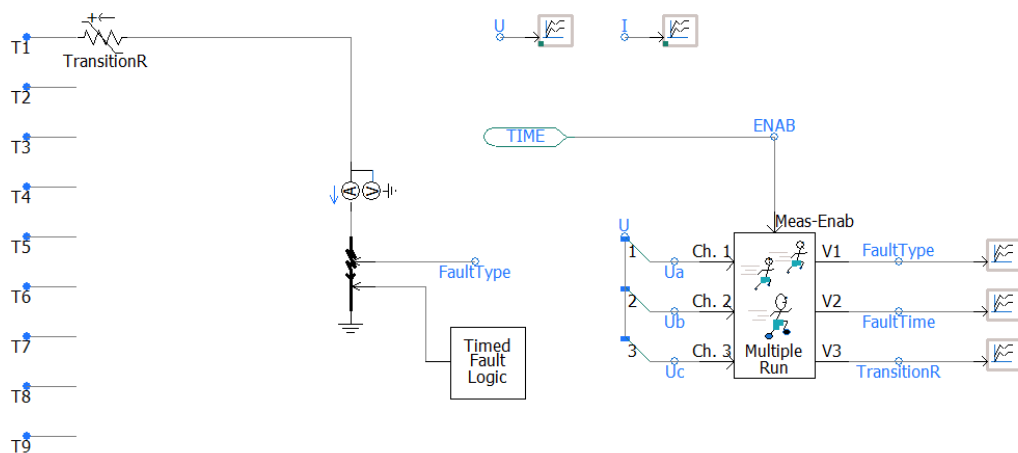 T1
TransitionR
T2
T3
T4
T5
T6
T7
T8
T9
A
V
FaultType
Timed
Fault
Logic
U
I
TIME
ENAB
Meas-Enab
U
1
Ua
Ch. 1
V1
FaultType
2
Ub
Ch. 2
V2
FaultTime
3
Uc
Ch. 3
Multiple
Run
V3
TransitionR